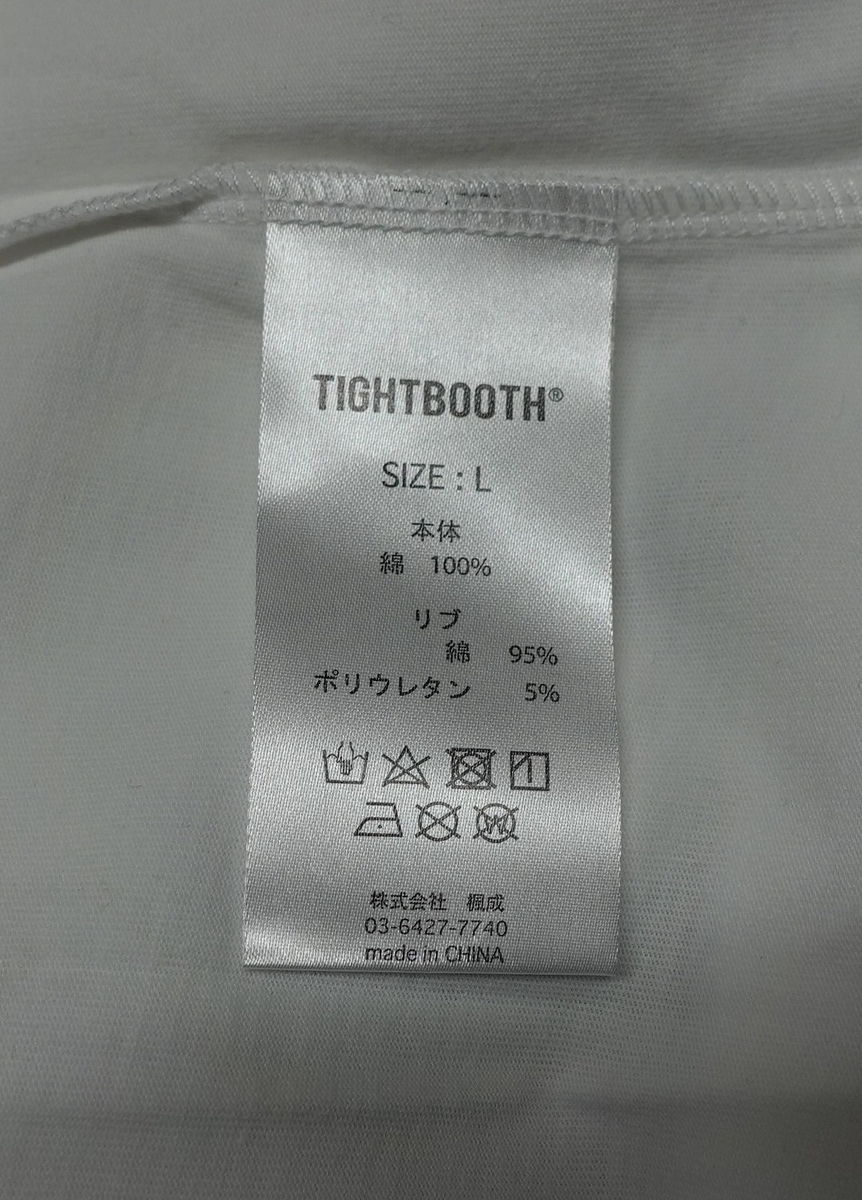 TIGHTBOOTH®
SIZE : L
本体
綿 100%
リブ
綿 95%
ポリウレタン 5%
株式会社 楓成
03-6427-7740
made in CHINA